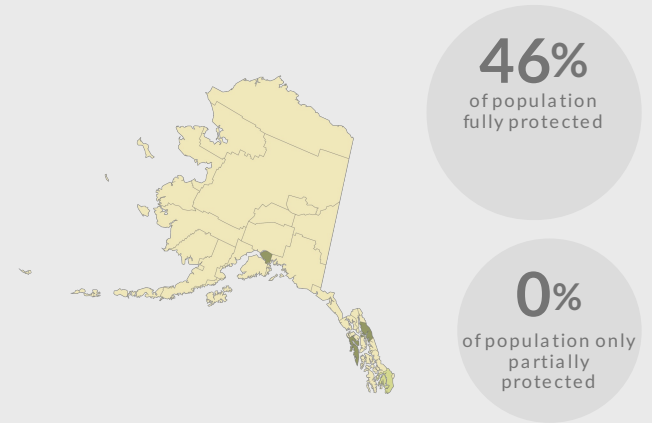 46%
of population
fully protected
0%
of population only
partially
protected